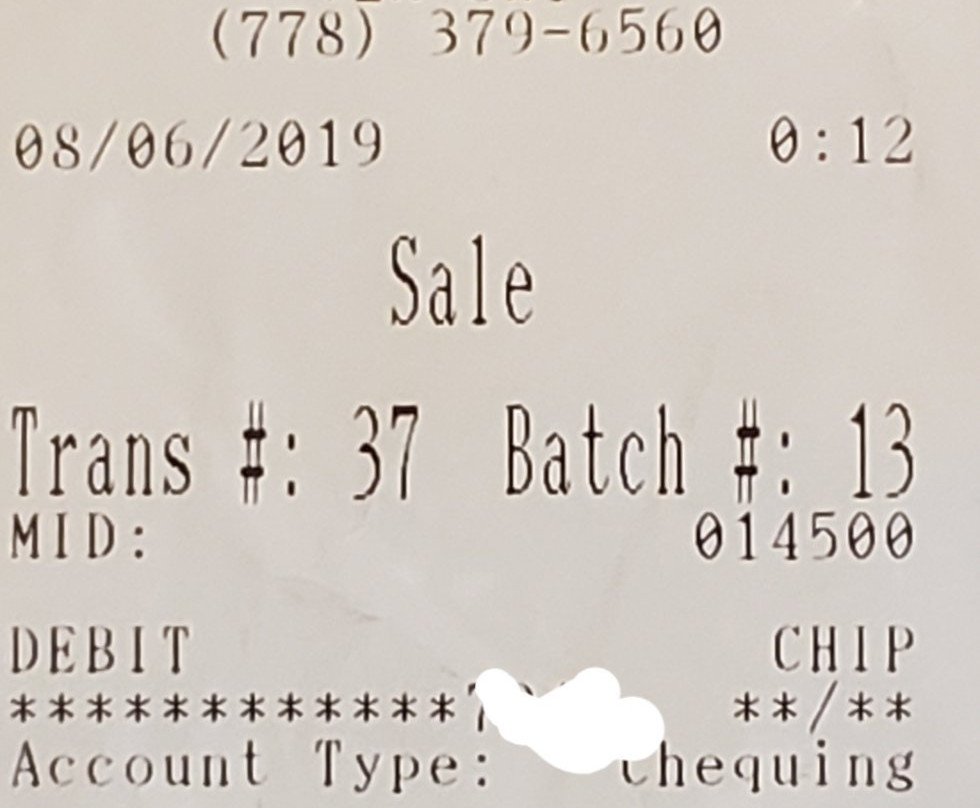 (778) 379-6560
08/06/2019 0:12
Sale
Trans #: 37 Batch #: 13
MID: 014500
DEBIT CHIP
************7 **/**
Account Type: Chequing